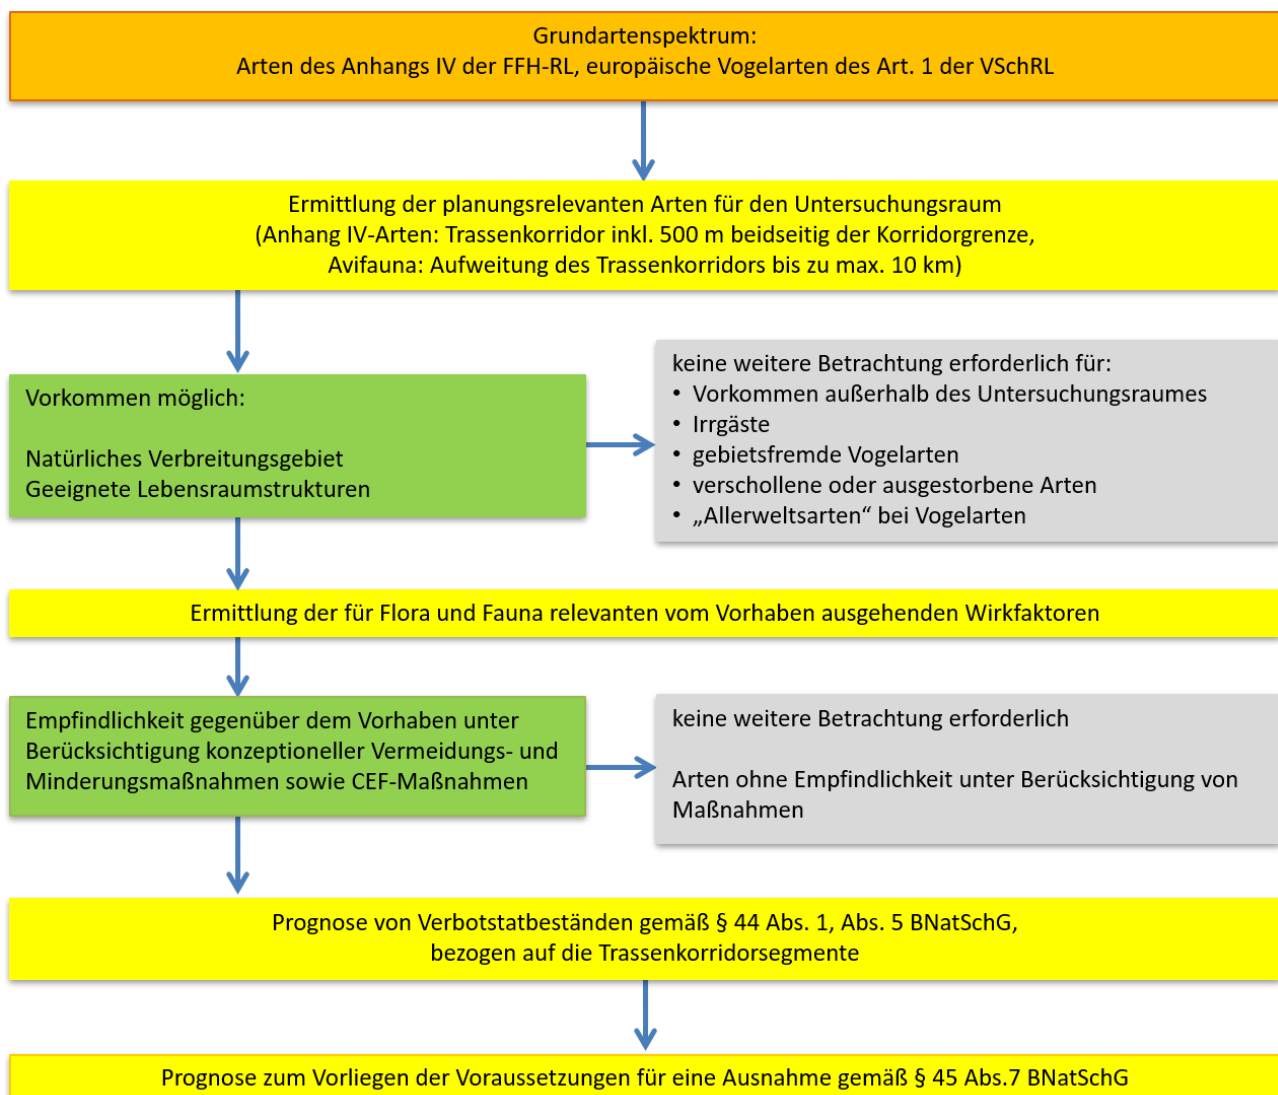 Grundartenspektrum:
Arten des Anhangs IV der FFH-RL, europäische Vogelarten des Art. 1 der VSchRL
Ermittlung der planungsrelevanten Arten für den Untersuchungsraum
(Anhang IV-Arten: Trassenkorridor inkl. 500 m beidseitig der Korridorgrenze,
Avifauna: Aufweitung des Trassenkorridors bis zu max. 10 km)
Vorkommen möglich:
Natürliches Verbreitungsgebiet
Geeignete Lebensraumstrukturen
keine weitere Betrachtung erforderlich für:
• Vorkommen außerhalb des Untersuchungsraumes
• Irrgäste
• gebietsfremde Vogelarten
• verschollene oder ausgestorbene Arten
• „Allerweltsarten“ bei Vogelarten
Ermittlung der für Flora und Fauna relevanten vom Vorhaben ausgehenden Wirkfaktoren
Empfindlichkeit gegenüber dem Vorhaben unter
Berücksichtigung konzeptioneller Vermeidungs- und
Minderungsmaßnahmen sowie CEF-Maßnahmen
keine weitere Betrachtung erforderlich
Arten ohne Empfindlichkeit unter Berücksichtigung von
Maßnahmen
Prognose von Verbotstatbeständen gemäß § 44 Abs. 1, Abs. 5 BNatSchG,
bezogen auf die Trassenkorridorsegmente
Prognose zum Vorliegen der Voraussetzungen für eine Ausnahme gemäß § 45 Abs.7 BNatSchG